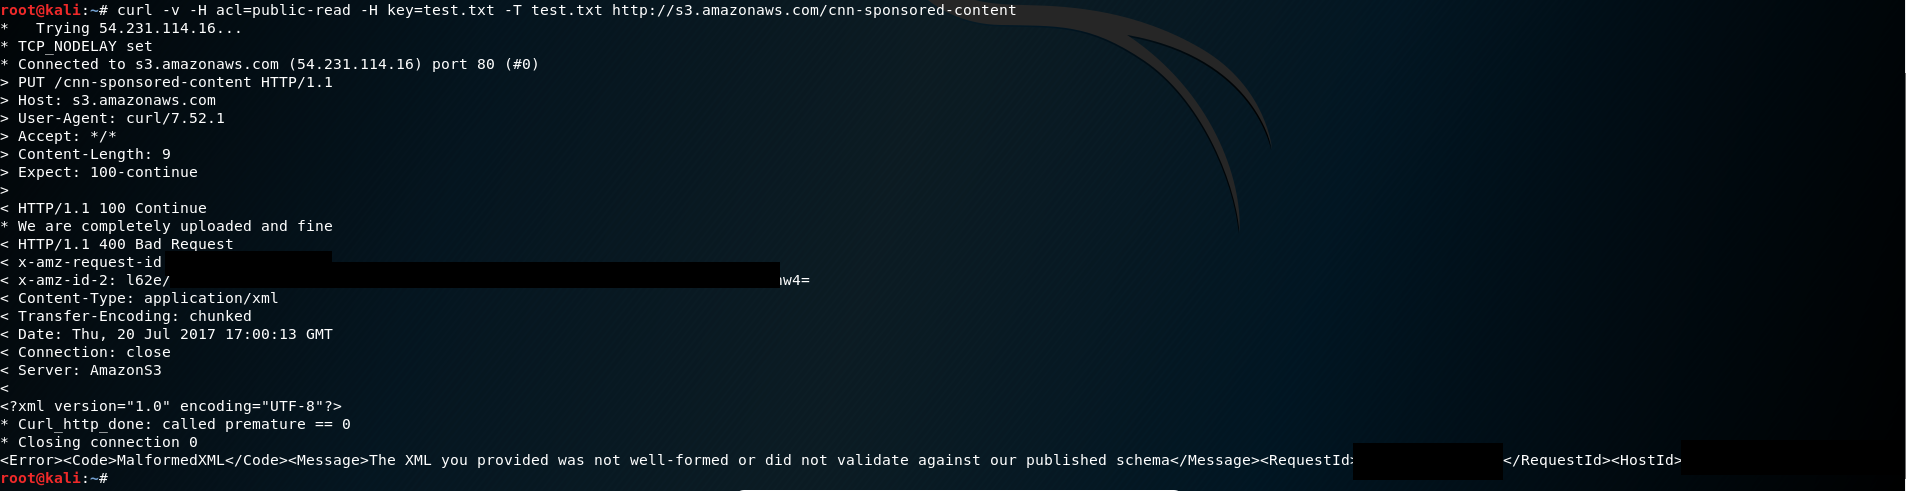 root@kali:~# curl -v -H acl=public-read -H key=test.txt -T test.txt http://s3.amazonaws.com/cnn-sponsored-content
*   Trying 54.231.114.16...
* TCP_NODELAY set
* Connected to s3.amazonaws.com (54.231.114.16) port 80 (#0)
> PUT /cnn-sponsored-content HTTP/1.1
> Host: s3.amazonaws.com
> User-Agent: curl/7.52.1
> Accept: */*
> Content-Length: 9
> Expect: 100-continue
>
< HTTP/1.1 100 Continue
* We are completely uploaded and fine
< HTTP/1.1 400 Bad Request
< x-amz-request-id
< x-amz-id-2: l62e/ w4=
< Content-Type: application/xml
< Transfer-Encoding: chunked
< Date: Thu, 20 Jul 2017 17:00:13 GMT
< Connection: close
< Server: AmazonS3
<
<?xml version="1.0" encoding="UTF-8"?>
* Curl_http_done: called premature == 0
* Closing connection 0
<Error><Code>MalformedXML</Code><Message>The XML you provided was not well-formed or did not validate against our published schema</Message><RequestId> </RequestId><HostId>
root@kali:~#